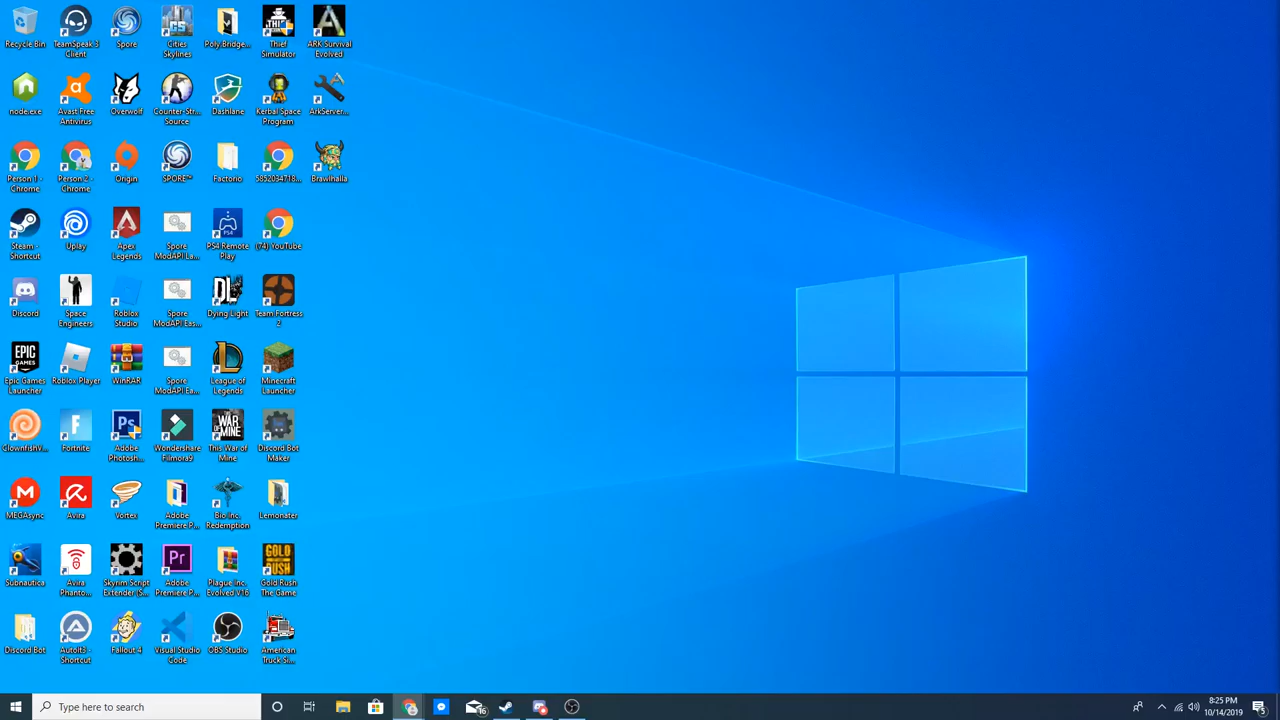 Recycle Bin
TeamSpeak 3 Client
Spore
Cities Skylines
Poly.Bridge...
Thief Simulator
ARK Survival Evolved
node.exe
Avast Free Antivirus
Overwolf
Counter-Str... Source
Dashlane
Kerbal Space Program
ArkServer...
Person 1 - Chrome
Person 2 - Chrome
Origin
SPORE™
Factorio
5852034718...
Brawlhalla
Steam - Shortcut
Uplay
Apex Legends
Spore ModAPI La...
PS4 Remote Play
(74) YouTube
Discord
Space Engineers
Roblox Studio
Spore ModAPI Eas...
Dying Light
Team Fortress 2
Epic Games Launcher
Roblox Player
WinRAR
Spore ModAPI Ea...
League of Legends
Minecraft Launcher
ClownfishV...
Fortnite
Adobe Photosh...
Wondershare Filmora9
This War of Mine
Discord Bot Maker
MEGAsync
Avira
Vortex
Adobe Premiere P...
Bio Inc. Redemption
Lemonater
Subnautica
Avira Phanto...
Skyrim Script Extender (S...
Adobe Premiere P...
Plague Inc. Evolved V16
Gold Rush The Game
Discord Bot
AutoIt3 - Shortcut
Fallout 4
Visual Studio Code
OBS Studio
American Truck Si...
Type here to search
16
8:25 PM
10/14/2019